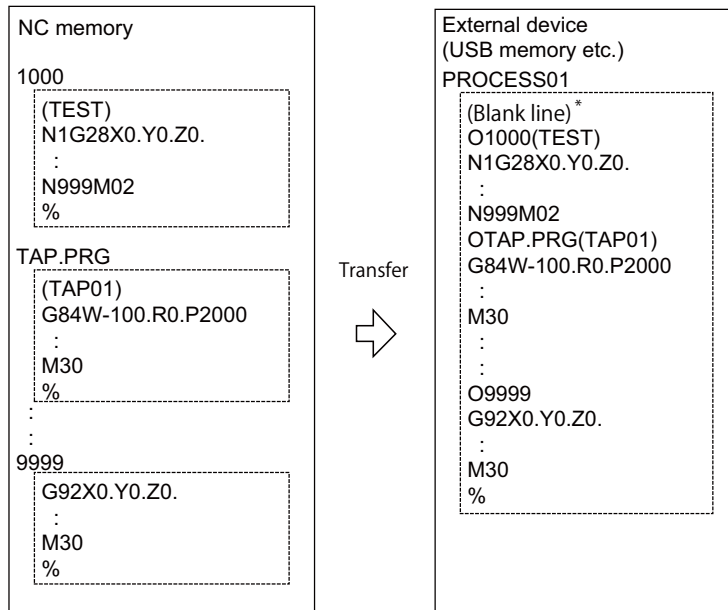 NC memory
1000
(TEST)
N1G28X0.Y0.Z0.
:
N999M02
%
TAP.PRG
(TAP01)
G84W-100.R0.P2000
:
M30
%
:
:
9999
G92X0.Y0.Z0.
:
M30
%
Transfer
External device
(USB memory etc.)
PROCESS01
(Blank line) *
O1000(TEST)
N1G28X0.Y0.Z0.
:
N999M02
OTAP.PRG(TAP01)
G84W-100.R0.P2000
:
M30
:
:
O9999
G92X0.Y0.Z0.
:
M30
%